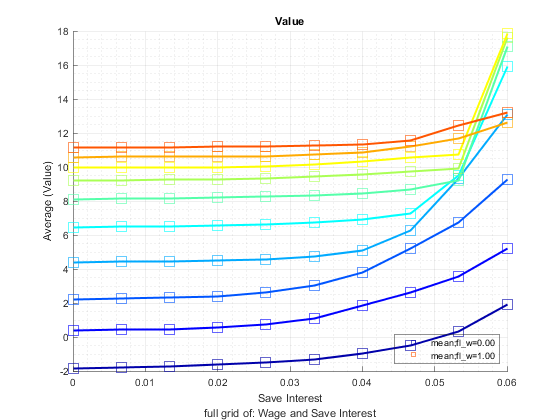 Value
18
16
14
12
10
8
6
4
2
0
-2
Average (Value)
mean;fl_w=0.00
mean;fl_w=1.00
0 0.01 0.02 0.03 0.04 0.05 0.06
Save Interest
full grid of: Wage and Save Interest